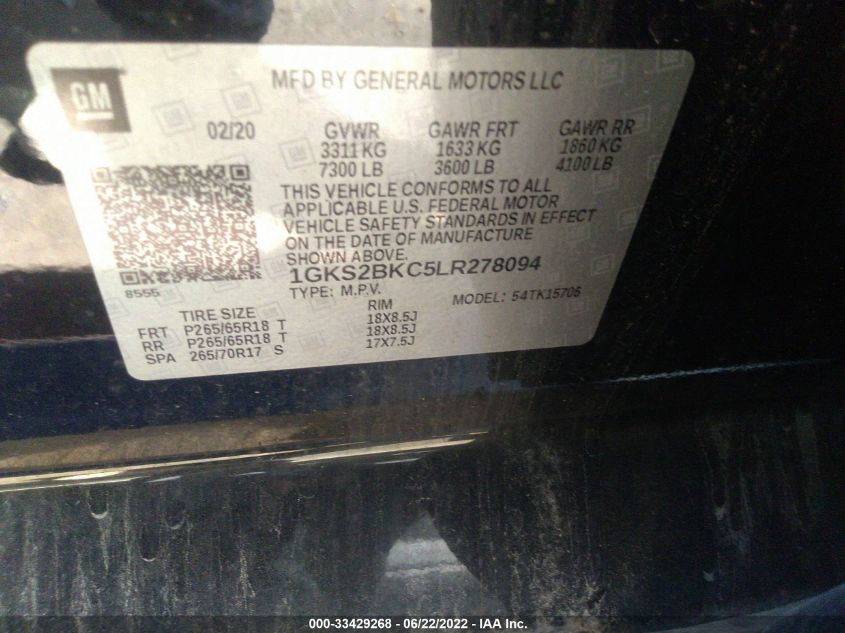 GM
MFD BY GENERAL MOTORS LLC
02/20 GVWR GAWR FRT GAWR RR
3311 KG 1633 KG 1860 KG
7300 LB 3600 LB 4100 LB
THIS VEHICLE CONFORMS TO ALL
APPLICABLE U.S. FEDERAL MOTOR
VEHICLE SAFETY STANDARDS IN EFFECT
ON THE DATE OF MANUFACTURE
SHOWN ABOVE.
1GKS2BKC5LR278094
8555
TYPE: M.P.V. MODEL: 54TK15706
TIRE SIZE RIM
FRT P265/65R18 T 18X8.5J
RR P265/65R18 T 18X8.5J
SPA 265/70R17 S 17X7.5J
000-33429268 - 06/22/2022 - IAA Inc.